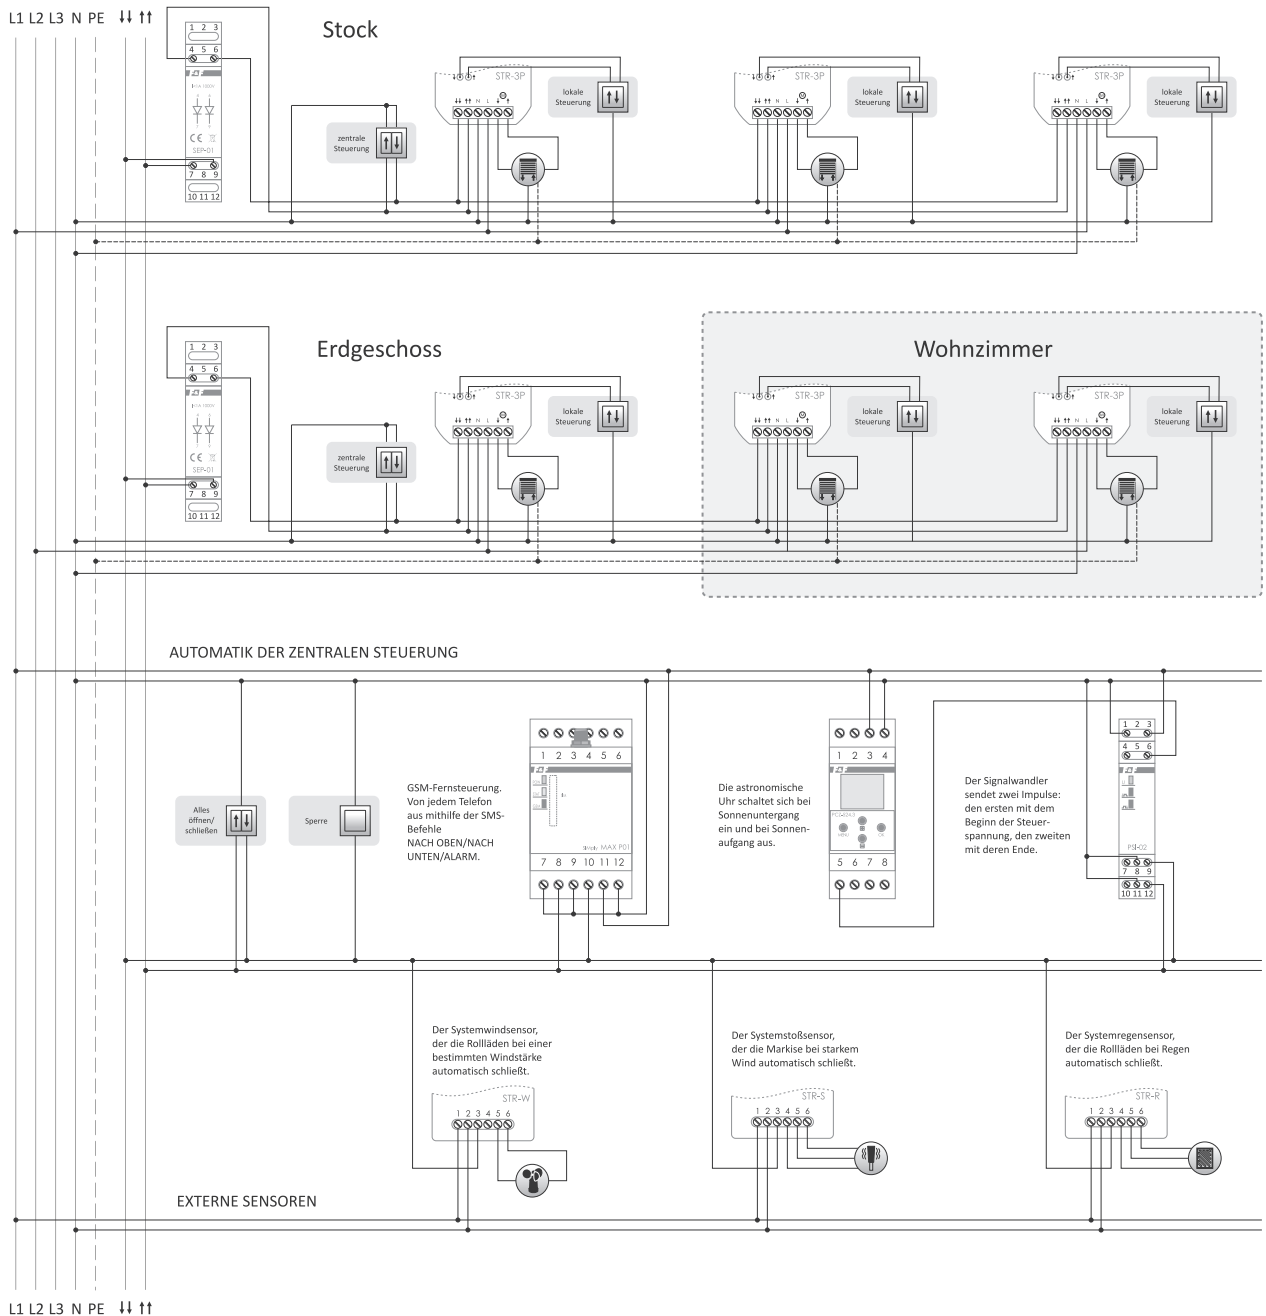 L1 L2 L3 N PE ↓↓ ↑↑
Stock
1 2 3
4 5 6
F&F
SEP-01
7 8 9
10 11 12
zentrale
Steuerung
STR-3P
↓↓ ↑↑ N L ↓ M ↑
lokale
Steuerung
STR-3P
↓↓ ↑↑ N L ↓ M ↑
lokale
Steuerung
STR-3P
↓↓ ↑↑ N L ↓ M ↑
lokale
Steuerung
Erdgeschoss
Wohnzimmer
1 2 3
4 5 6
F&F
SEP-01
7 8 9
10 11 12
zentrale
Steuerung
STR-3P
↓↓ ↑↑ N L ↓ M ↑
lokale
Steuerung
STR-3P
↓↓ ↑↑ N L ↓ M ↑
lokale
Steuerung
STR-3P
↓↓ ↑↑ N L ↓ M ↑
lokale
Steuerung
AUTOMATIK DER ZENTRALEN STEUERUNG
Alles
öffnen/
schließen
Sperre
GSM-Fernsteuerung.
Von jedem Telefon
aus mithilfe der SMS-
Befehle
NACH OBEN/NACH
UNTEN/ALARM.
1 2 3 4 5 6
F&F
SIMply MAX P01
7 8 9 10 11 12
Die astronomische
Uhr schaltet sich bei
Sonnenuntergang
ein und bei Sonnen-
aufgang aus.
1 2 3 4
F&F
MENU
OK
5 6 7 8
Der Signalwandler
sendet zwei Impulse:
den ersten mit dem
Beginn der Steuer-
spannung, den zweiten
mit deren Ende.
1 2 3
4 5 6
F&F
PSI-02
7 8 9
10 11 12
Der Systemwindsensor,
der die Rollläden bei einer
bestimmten Windstärke
automatisch schließt.
STR-W
1 2 3 4 5 6
Der Systemstoßsensor,
der die Markise bei starkem
Wind automatisch schließt.
STR-S
1 2 3 4 5 6
Der Systemregensensor,
der die Rollläden bei Regen
automatisch schließt.
STR-R
1 2 3 4 5 6
EXTERNE SENSOREN
L1 L2 L3 N PE ↓↓ ↑↑